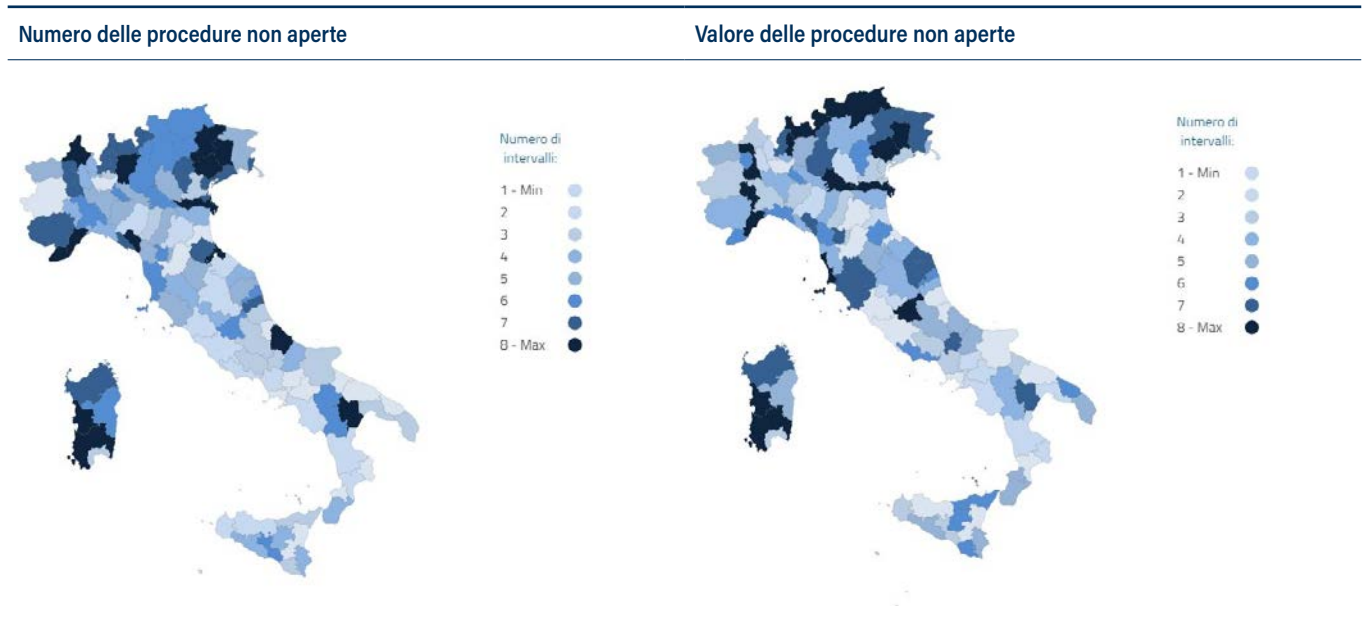 Numero delle procedure non aperte
Valore delle procedure non aperte
Numero di
intervalli:
1 - Min
2
3
4
5
6
7
8 - Max
Numero di
intervalli:
1 - Min
2
3
4
5
6
7
8 - Max